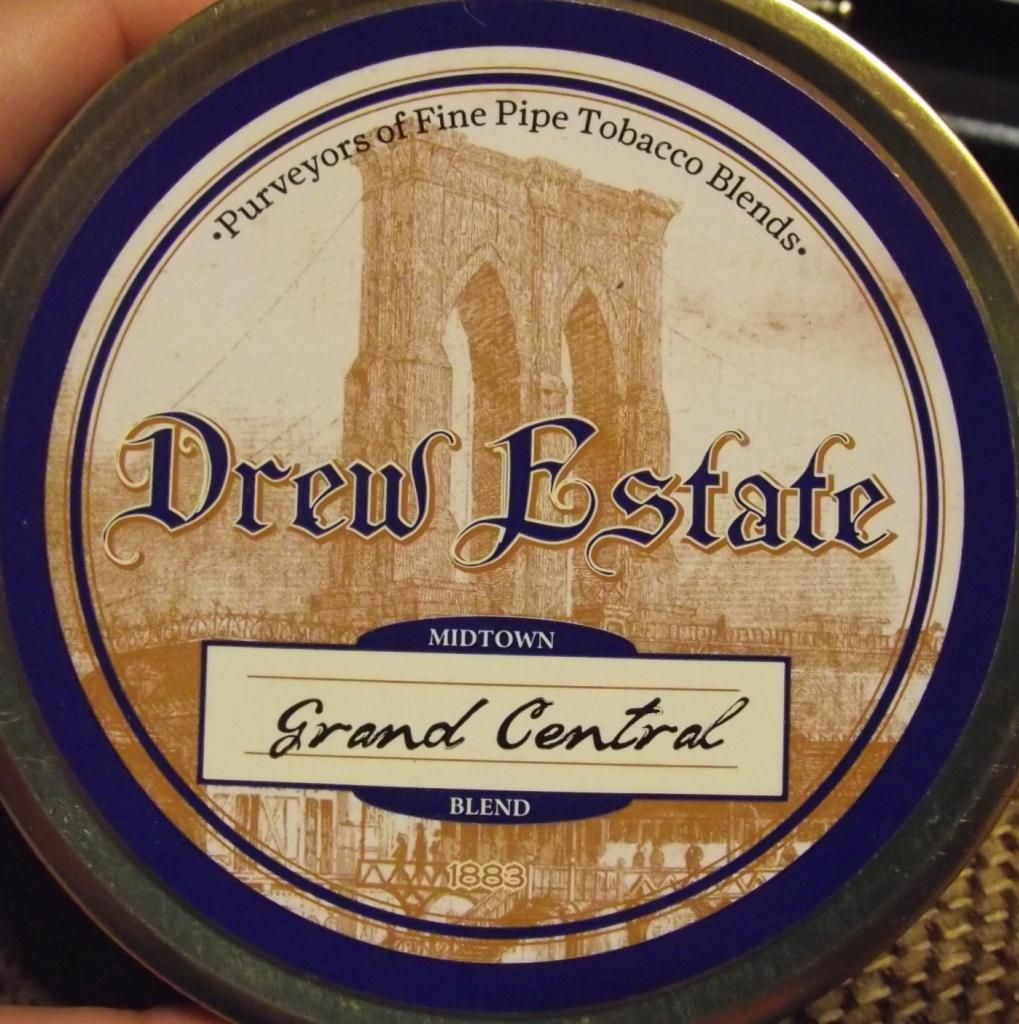 ·Purveyors of Fine Pipe Tobacco Blends·
Drew Estate
MIDTOWN
Grand Central
BLEND
1883